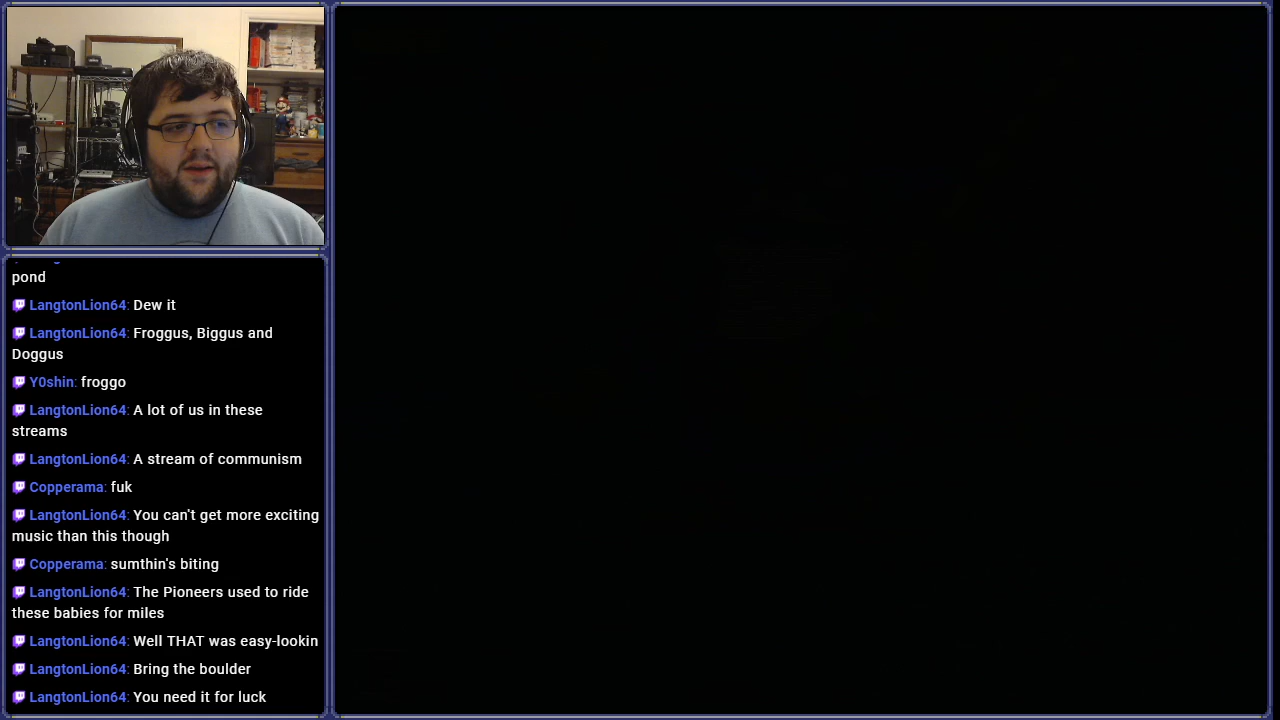 pond
LangtonLion64: Dew it
LangtonLion64: Froggus, Biggus and
Doggus
Y0shin: froggo
LangtonLion64: A lot of us in these
streams
LangtonLion64: A stream of communism
Copperama: fuk
LangtonLion64: You can't get more exciting
music than this though
Copperama: sumthin's biting
LangtonLion64: The Pioneers used to ride
these babies for miles
LangtonLion64: Well THAT was easy-lookin
LangtonLion64: Bring the boulder
LangtonLion64: You need it for luck